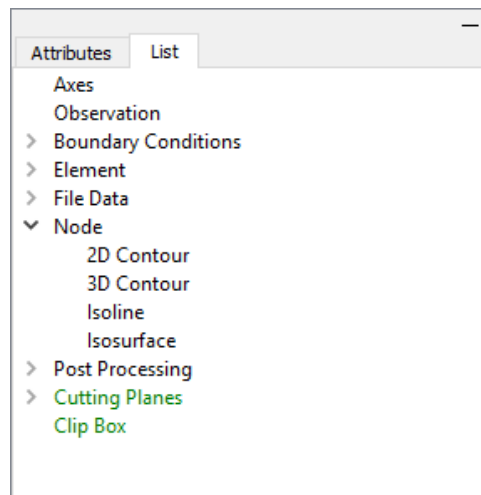 Attributes List
Axes
Observation
Boundary Conditions
Element
File Data
Node
2D Contour
3D Contour
Isoline
Isosurface
Post Processing
Cutting Planes
Clip Box